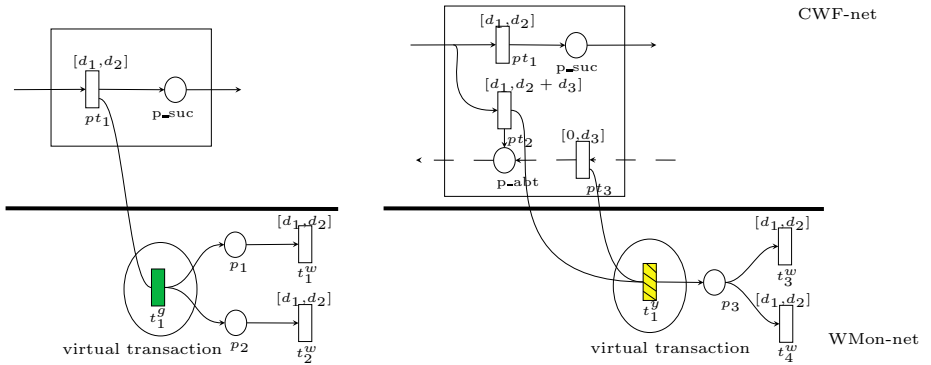 CWF-net
[d₁,d₂]
pt₁
p_suc
[d₁,d₂]
pt₁
p_suc
[d₁,d₂ + d₃]
pt₂
p_abt
[0,d₃]
pt₃
t₁ᵍ
virtual transaction
p₁
[d₁,d₂]
t₁ʷ
p₂
[d₁,d₂]
t₂ʷ
t₁ᵍ
virtual transaction
p₃
[d₁,d₂]
t₃ʷ
[d₁,d₂]
t₄ʷ
WMon-net